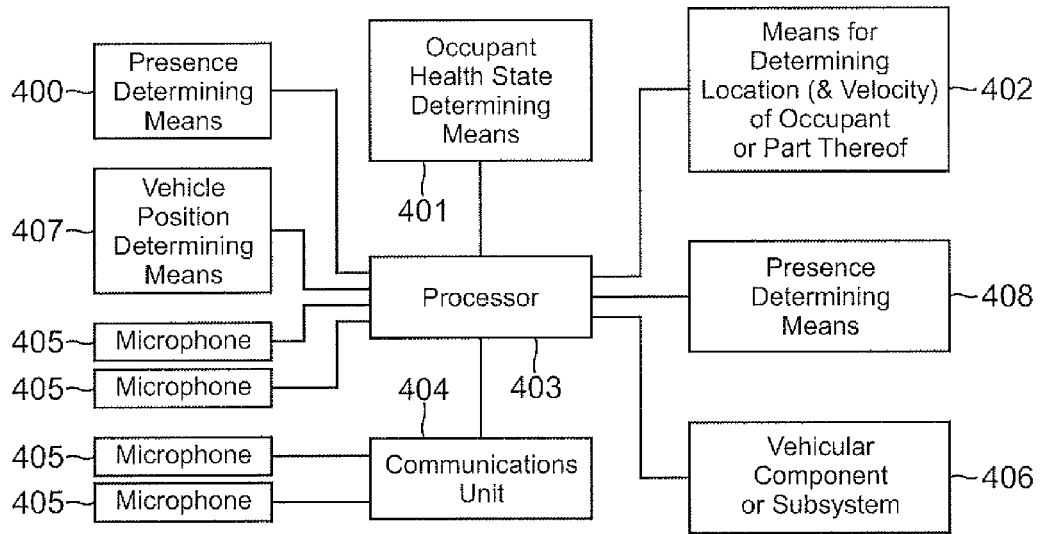 400
Presence
Determining
Means
407
Vehicle
Position
Determining
Means
405
Microphone
405
Microphone
405
Microphone
405
Microphone
Occupant
Health State
Determining
Means
401
Processor
403
404
Communications
Unit
Means for
Determining
Location (& Velocity)
of Occupant
or Part Thereof
402
Presence
Determining
Means
408
Vehicular
Component
or Subsystem
406